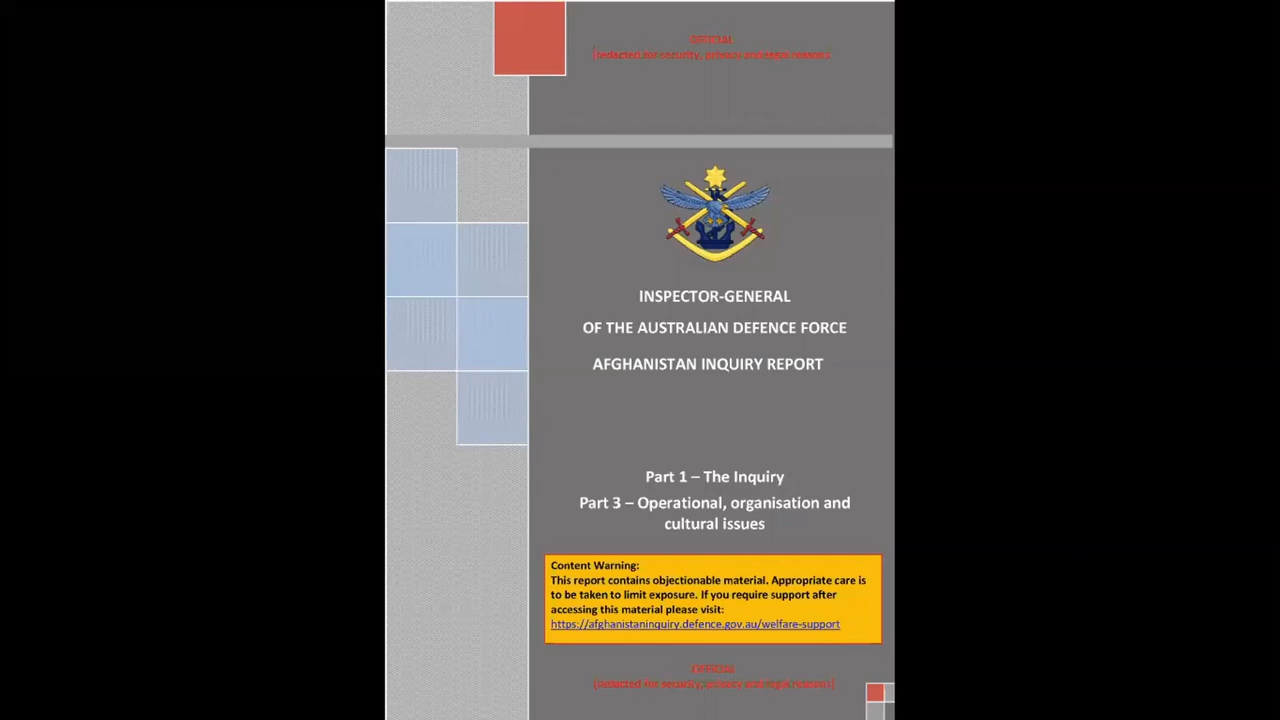 OFFICIAL
[redacted for security, privacy and legal reasons]
INSPECTOR-GENERAL
OF THE AUSTRALIAN DEFENCE FORCE
AFGHANISTAN INQUIRY REPORT
Part 1 – The Inquiry
Part 3 – Operational, organisation and
cultural issues
Content Warning:
This report contains objectionable material. Appropriate care is
to be taken to limit exposure. If you require support after
accessing this material please visit:
https://afghanistaninquiry.defence.gov.au/welfare-support
OFFICIAL
[redacted for security, privacy and legal reasons]